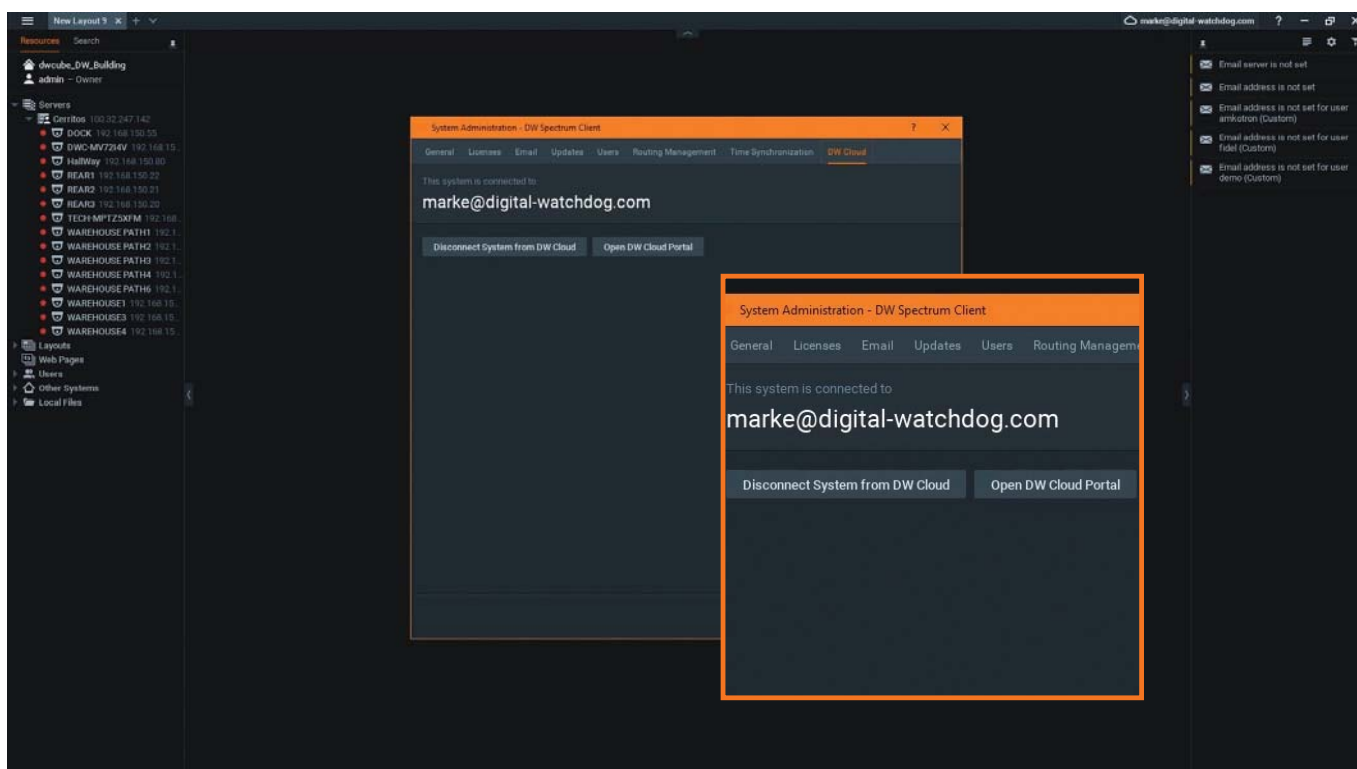 New Layout 9
marke@digital-watchdog.com
?
Resources Search
dwcube_DW_Building
admin – Owner
Servers
Cerritos 100.32.247.142
DOCK 192.168.150.55
DWC-MV72I4V 192.168.15...
HallWay 192.168.150.80
REAR1 192.168.150.22
REAR2 192.168.150.21
REAR3 192.168.150.20
TECH-MPTZ5XFM 192.168...
WAREHOUSE PATH1 192.1...
WAREHOUSE PATH2 192.1...
WAREHOUSE PATH3 192.1...
WAREHOUSE PATH4 192.1...
WAREHOUSE PATH6 192.1...
WAREHOUSE1 192.168.15...
WAREHOUSE3 192.168.15...
WAREHOUSE4 192.168.15...
Layouts
Web Pages
Users
Other Systems
Local Files
System Administration - DW Spectrum Client ?
General Licenses Email Updates Users Routing Management Time Synchronization DW Cloud
This system is connected to
marke@digital-watchdog.com
Disconnect System from DW Cloud Open DW Cloud Portal
System Administration - DW Spectrum Client
General Licenses Email Updates Users Routing Manageme
This system is connected to
marke@digital-watchdog.com
Disconnect System from DW Cloud Open DW Cloud Portal
Email server is not set
Email address is not set
Email address is not set for user
amkotron (Custom)
Email address is not set for user
fidel (Custom)
Email address is not set for user
demo (Custom)